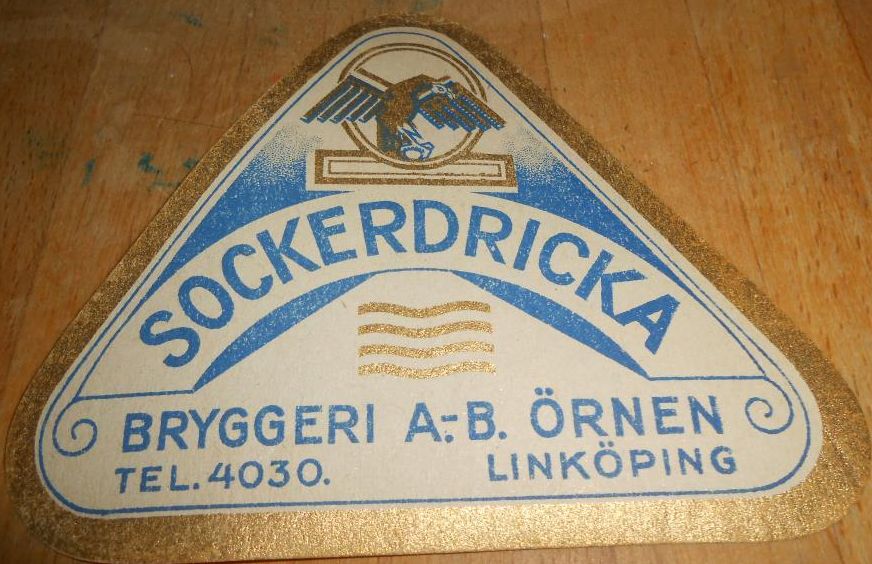 SOCKERDRICKA
BRYGGERI A.-B. ÖRNEN
TEL. 4030. LINKÖPING